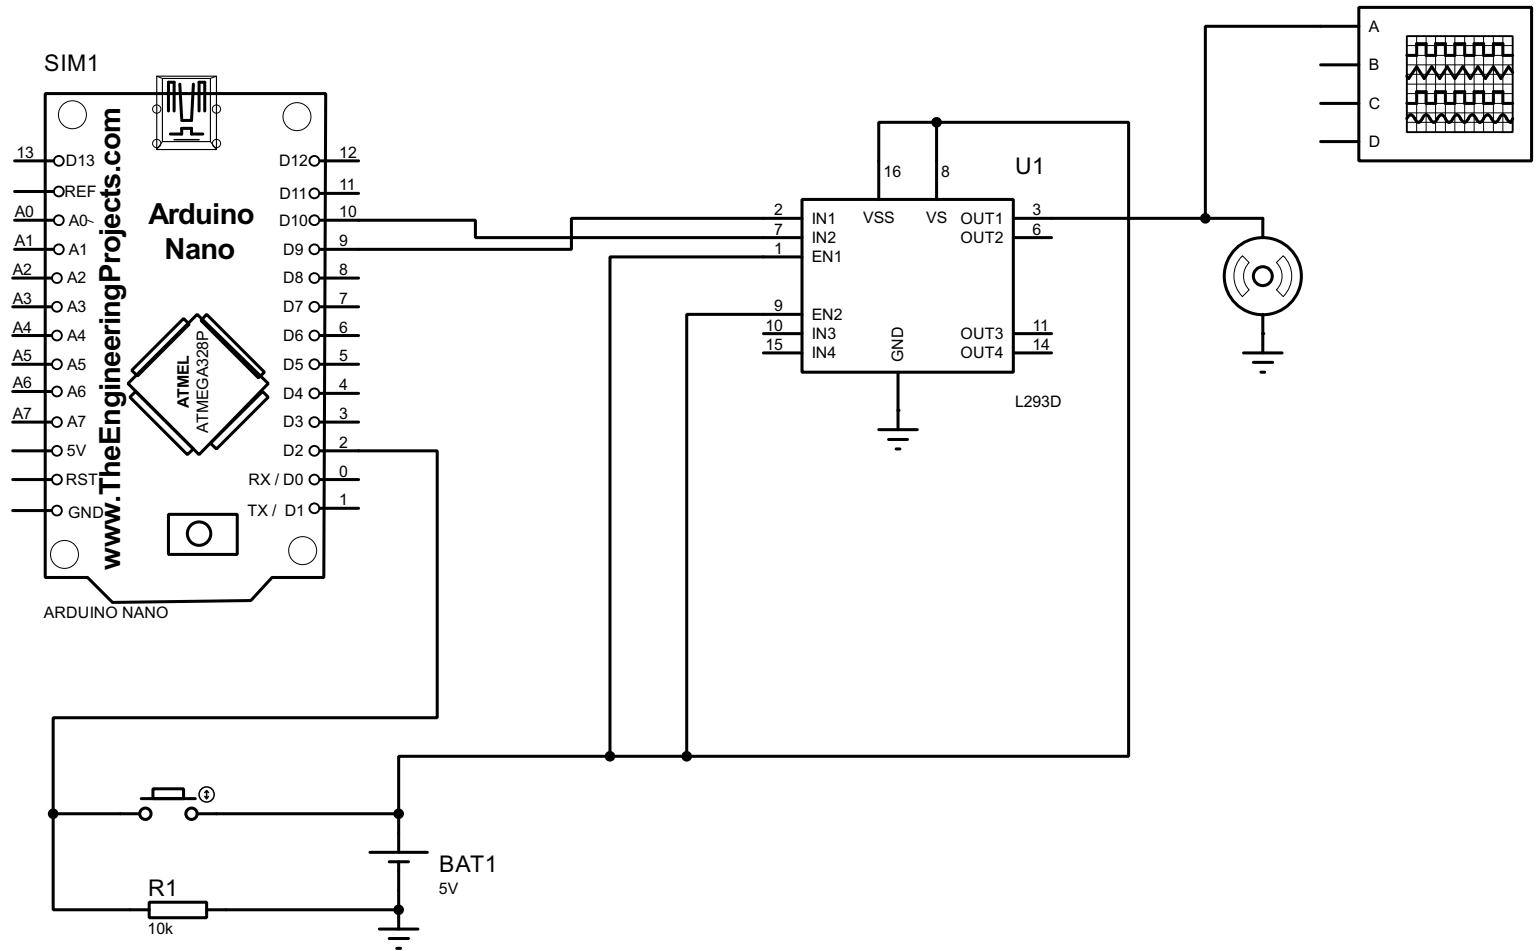 SIM1
www.TheEngineeringProjects.com
Arduino
Nano
ATMEL
ATMEGA328P
13
D13
REF
A0
A0~
A1
A1
A2
A2
A3
A3
A4
A4
A5
A5
A6
A6
A7
A7
5V
RST
GND
D12
12
D11
11
D10
10
D9
9
D8
8
D7
7
D6
6
D5
5
D4
4
D3
3
D2
2
RX / D0
0
TX / D1
1
ARDUINO NANO
U1
16
8
VSS
VS
2
IN1
7
IN2
1
EN1
9
EN2
10
IN3
15
IN4
GND
OUT1
3
OUT2
6
OUT3
11
OUT4
14
L293D
A
B
C
D
BAT1
5V
R1
10k